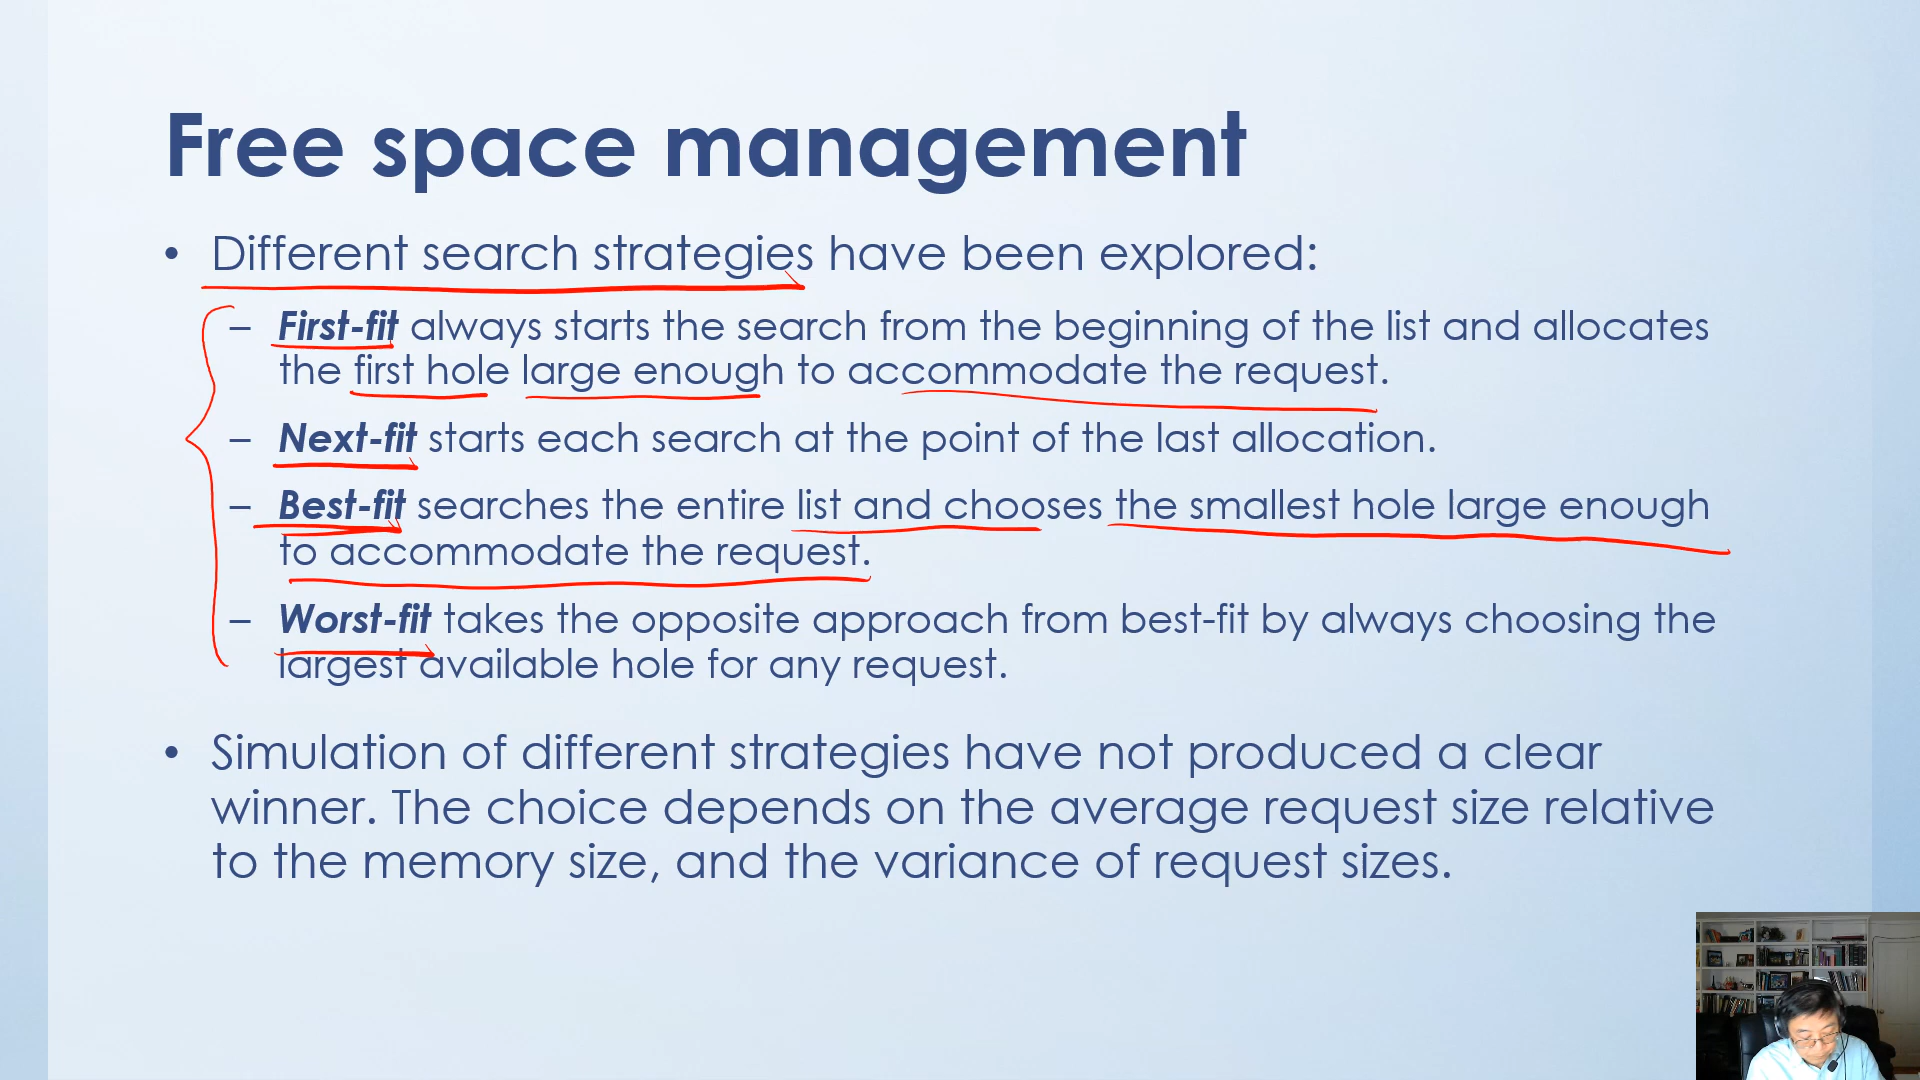 Free space management
• Different search strategies have been explored:
– First-fit always starts the search from the beginning of the list and allocates
the first hole large enough to accommodate the request.
– Next-fit starts each search at the point of the last allocation.
– Best-fit searches the entire list and chooses the smallest hole large enough
to accommodate the request.
– Worst-fit takes the opposite approach from best-fit by always choosing the
largest available hole for any request.
• Simulation of different strategies have not produced a clear
winner. The choice depends on the average request size relative
to the memory size, and the variance of request sizes.